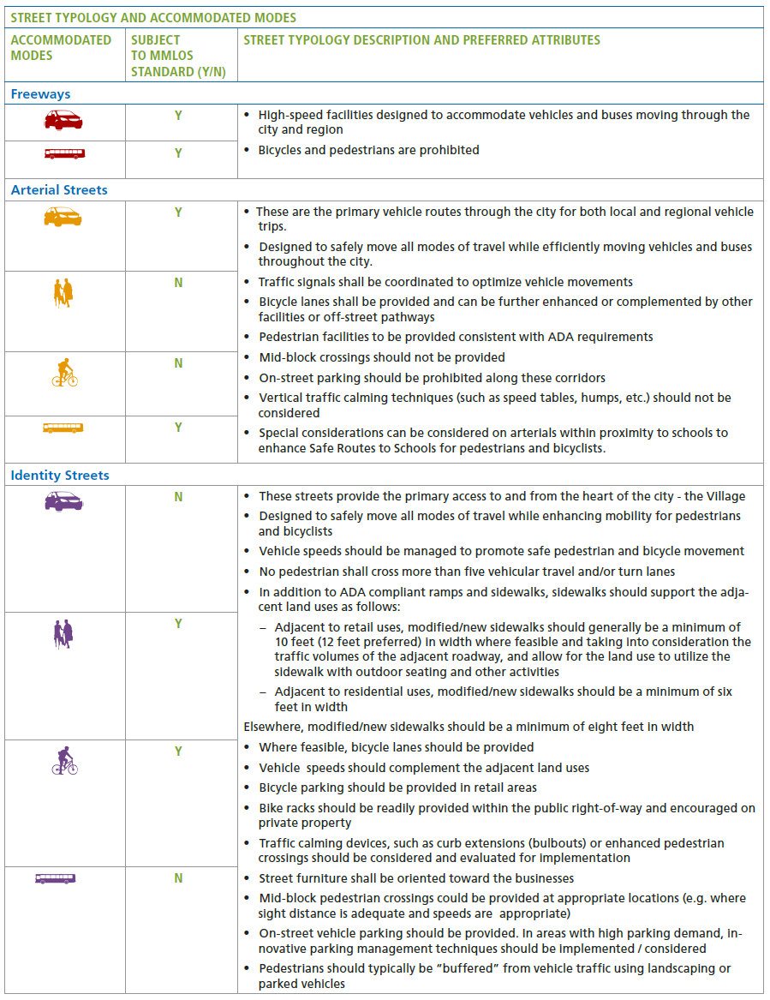 STREET TYPOLOGY AND ACCOMMODATED MODES
ACCOMMODATED
MODES
SUBJECT
TO MMLOS
STANDARD (Y/N)
STREET TYPOLOGY DESCRIPTION AND PREFERRED ATTRIBUTES
Freeways
Y
Y
• High-speed facilities designed to accommodate vehicles and buses moving through the
city and region
• Bicycles and pedestrians are prohibited
Arterial Streets
Y
N
N
Y
• These are the primary vehicle routes through the city for both local and regional vehicle
trips.
• Designed to safely move all modes of travel while efficiently moving vehicles and buses
throughout the city.
• Traffic signals shall be coordinated to optimize vehicle movements
• Bicycle lanes shall be provided and can be further enhanced or complemented by other
facilities or off-street pathways
• Pedestrian facilities to be provided consistent with ADA requirements
• Mid-block crossings should not be provided
• On-street parking should be prohibited along these corridors
• Vertical traffic calming techniques (such as speed tables, humps, etc.) should not be
considered
• Special considerations can be considered on arterials within proximity to schools to
enhance Safe Routes to Schools for pedestrians and bicyclists.
Identity Streets
N
Y
Y
N
• These streets provide the primary access to and from the heart of the city - the Village
• Designed to safely move all modes of travel while enhancing mobility for pedestrians
and bicyclists
• Vehicle speeds should be managed to promote safe pedestrian and bicycle movement
• No pedestrian shall cross more than five vehicular travel and/or turn lanes
• In addition to ADA compliant ramps and sidewalks, sidewalks should support the adja-
cent land uses as follows:
– Adjacent to retail uses, modified/new sidewalks should generally be a minimum of
10 feet (12 feet preferred) in width where feasible and taking into consideration the
traffic volumes of the adjacent roadway, and allow for the land use to utilize the
sidewalk with outdoor seating and other activities
– Adjacent to residential uses, modified/new sidewalks should be a minimum of six
feet in width
Elsewhere, modified/new sidewalks should be a minimum of eight feet in width
• Where feasible, bicycle lanes should be provided
• Vehicle speeds should complement the adjacent land uses
• Bicycle parking should be provided in retail areas
• Bike racks should be readily provided within the public right-of-way and encouraged on
private property
• Traffic calming devices, such as curb extensions (bulbouts) or enhanced pedestrian
crossings should be considered and evaluated for implementation
• Street furniture shall be oriented toward the businesses
• Mid-block pedestrian crossings could be provided at appropriate locations (e.g. where
sight distance is adequate and speeds are appropriate)
• On-street vehicle parking should be provided. In areas with high parking demand, in-
novative parking management techniques should be implemented / considered
• Pedestrians should typically be “buffered” from vehicle traffic using landscaping or
parked vehicles